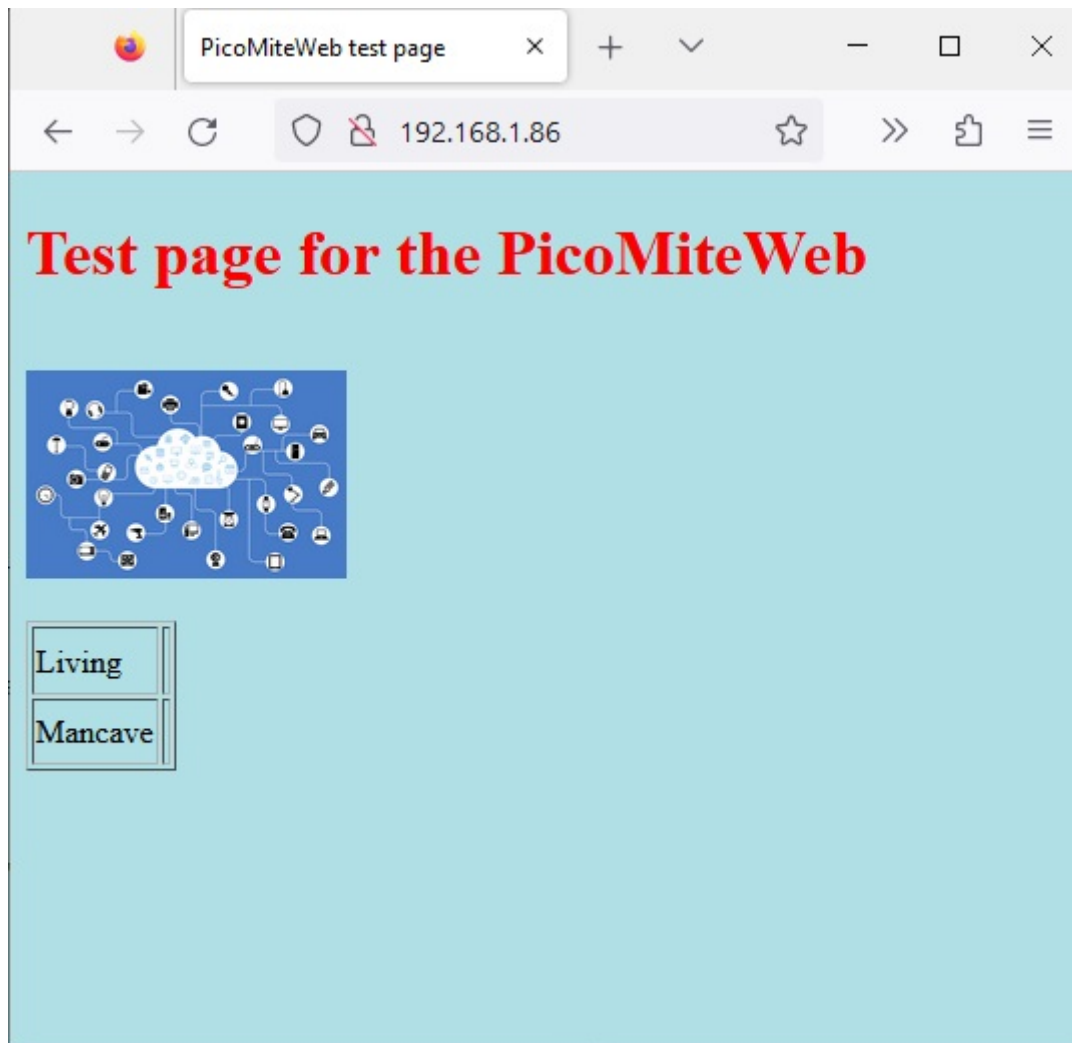 PicoMiteWeb test page
192.168.1.86
Test page for the PicoMiteWeb
Living
Mancave